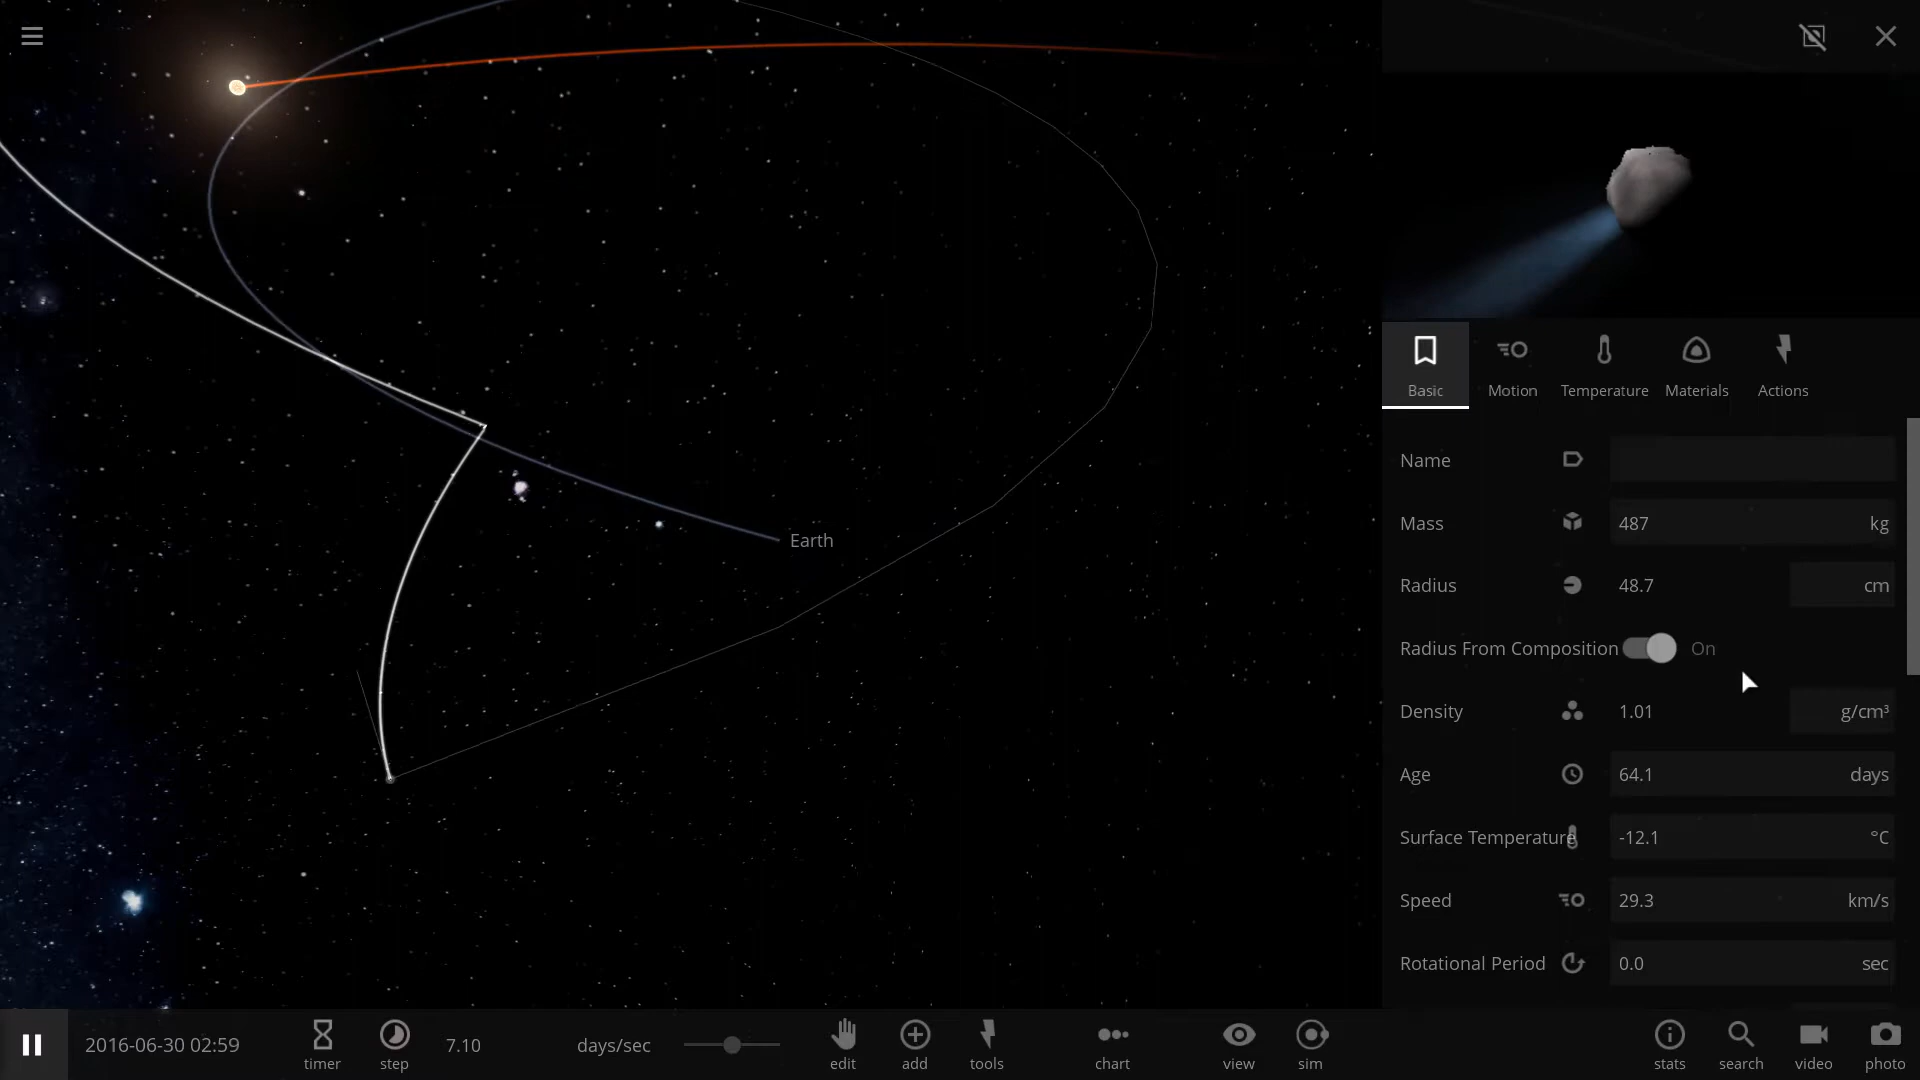 Basic
Motion
Temperature
Materials
Actions
Name
Mass 487 kg
Radius 48.7 cm
Radius From Composition On
Density 1.01 g/cm³
Age 64.1 days
Surface Temperature -12.1 °C
Speed 29.3 km/s
Rotational Period 0.0 sec
Earth
2016-06-30 02:59
timer
step
7.10
days/sec
edit
add
tools
chart
view
sim
stats
search
video
photo